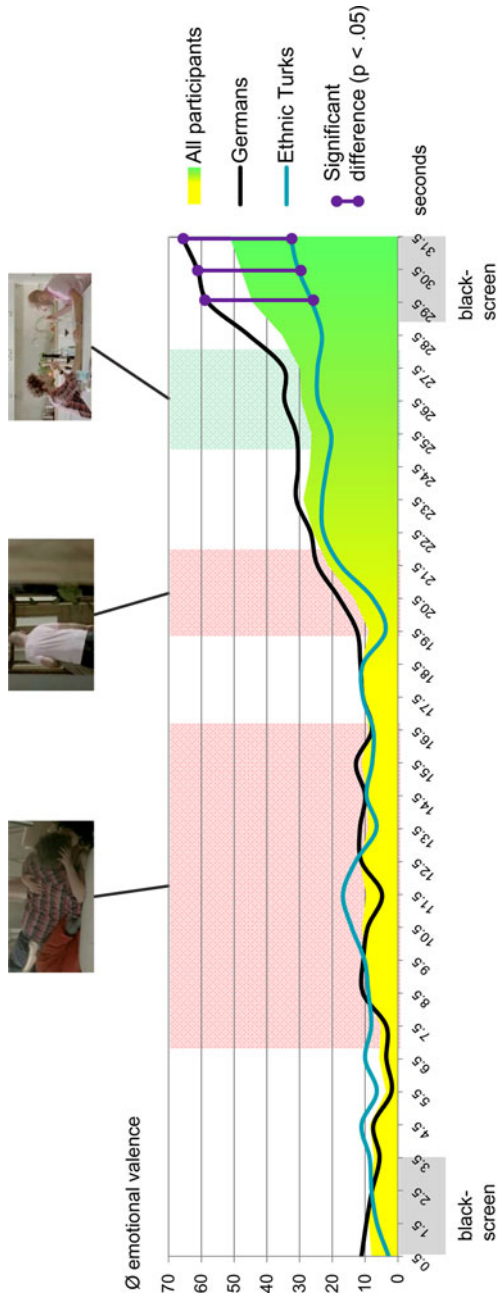 Ø emotional valence
70
60
50
40
30
20
10
0
0.5 1.5 2.5 3.5 4.5 5.5 6.5 7.5 8.5 9.5 10.5 11.5 12.5 13.5 14.5 15.5 16.5 17.5 18.5 19.5 20.5 21.5 22.5 23.5 24.5 25.5 26.5 27.5 28.5 29.5 30.5 31.5
seconds
black-
screen
black-
screen
All participants
Germans
Ethnic Turks
Significant
difference (p < .05)